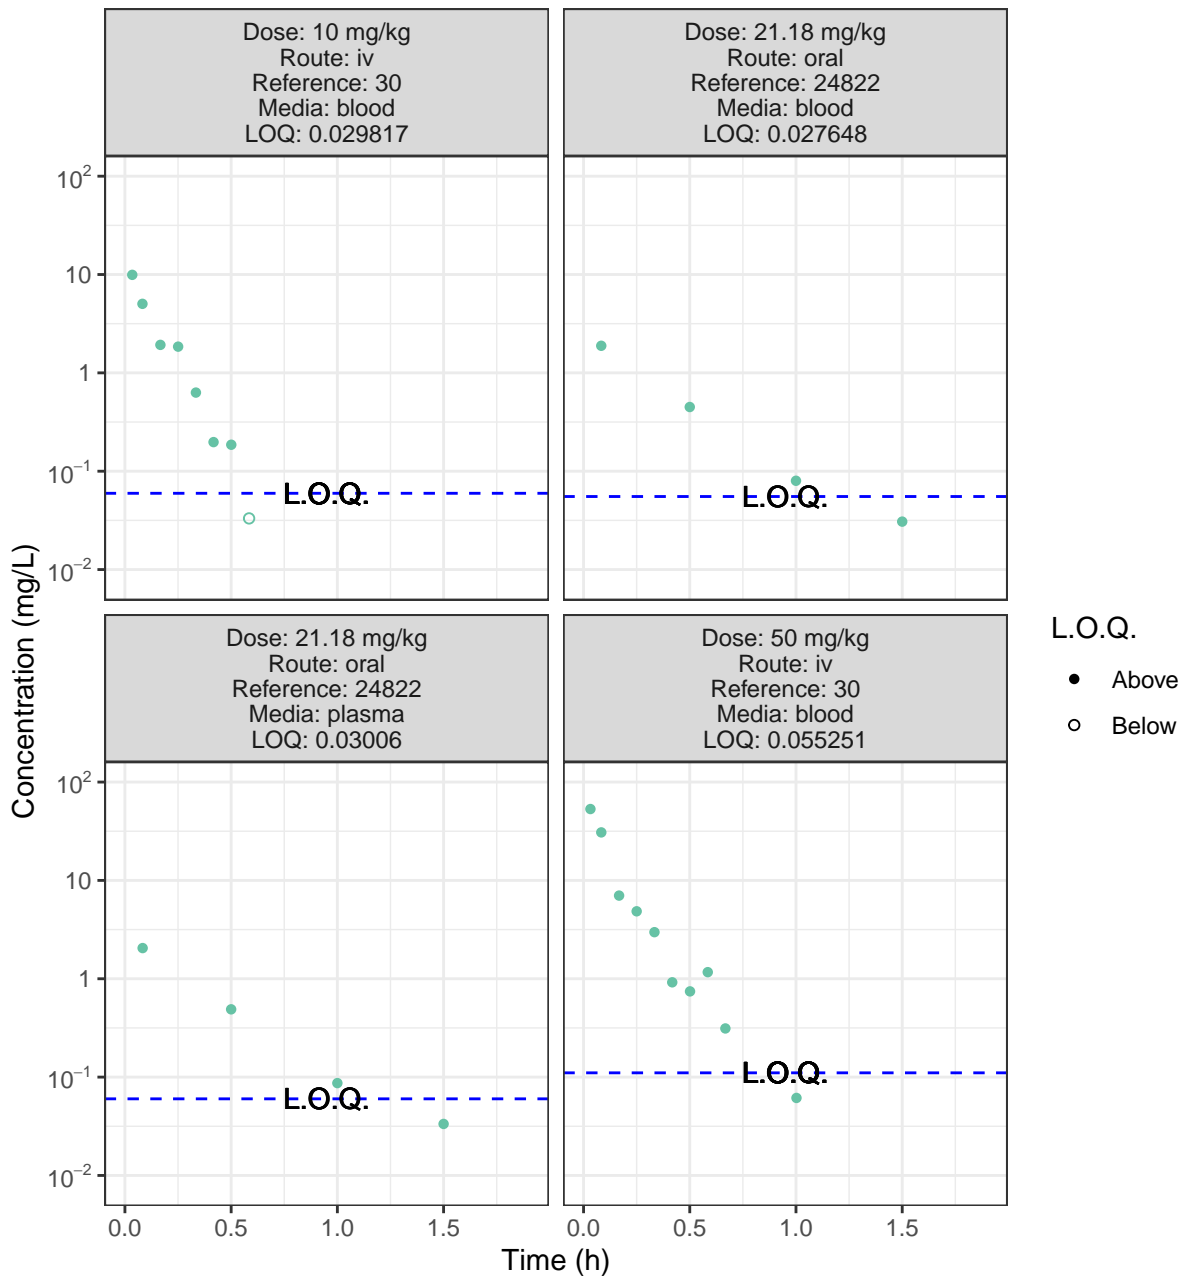 Dose: 10 mg/kg
Route: iv
Reference: 30
Media: blood
LOQ: 0.029817
Dose: 21.18 mg/kg
Route: oral
Reference: 24822
Media: blood
LOQ: 0.027648
10²
10
1
10⁻¹
10⁻²
L.O.Q.
L.O.Q.
Dose: 21.18 mg/kg
Route: oral
Reference: 24822
Media: plasma
LOQ: 0.03006
Dose: 50 mg/kg
Route: iv
Reference: 30
Media: blood
LOQ: 0.055251
10²
10
1
10⁻¹
10⁻²
L.O.Q.
L.O.Q.
0.0 0.5 1.0 1.5
0.0 0.5 1.0 1.5
Time (h)
Concentration (mg/L)
L.O.Q.
Above
Below